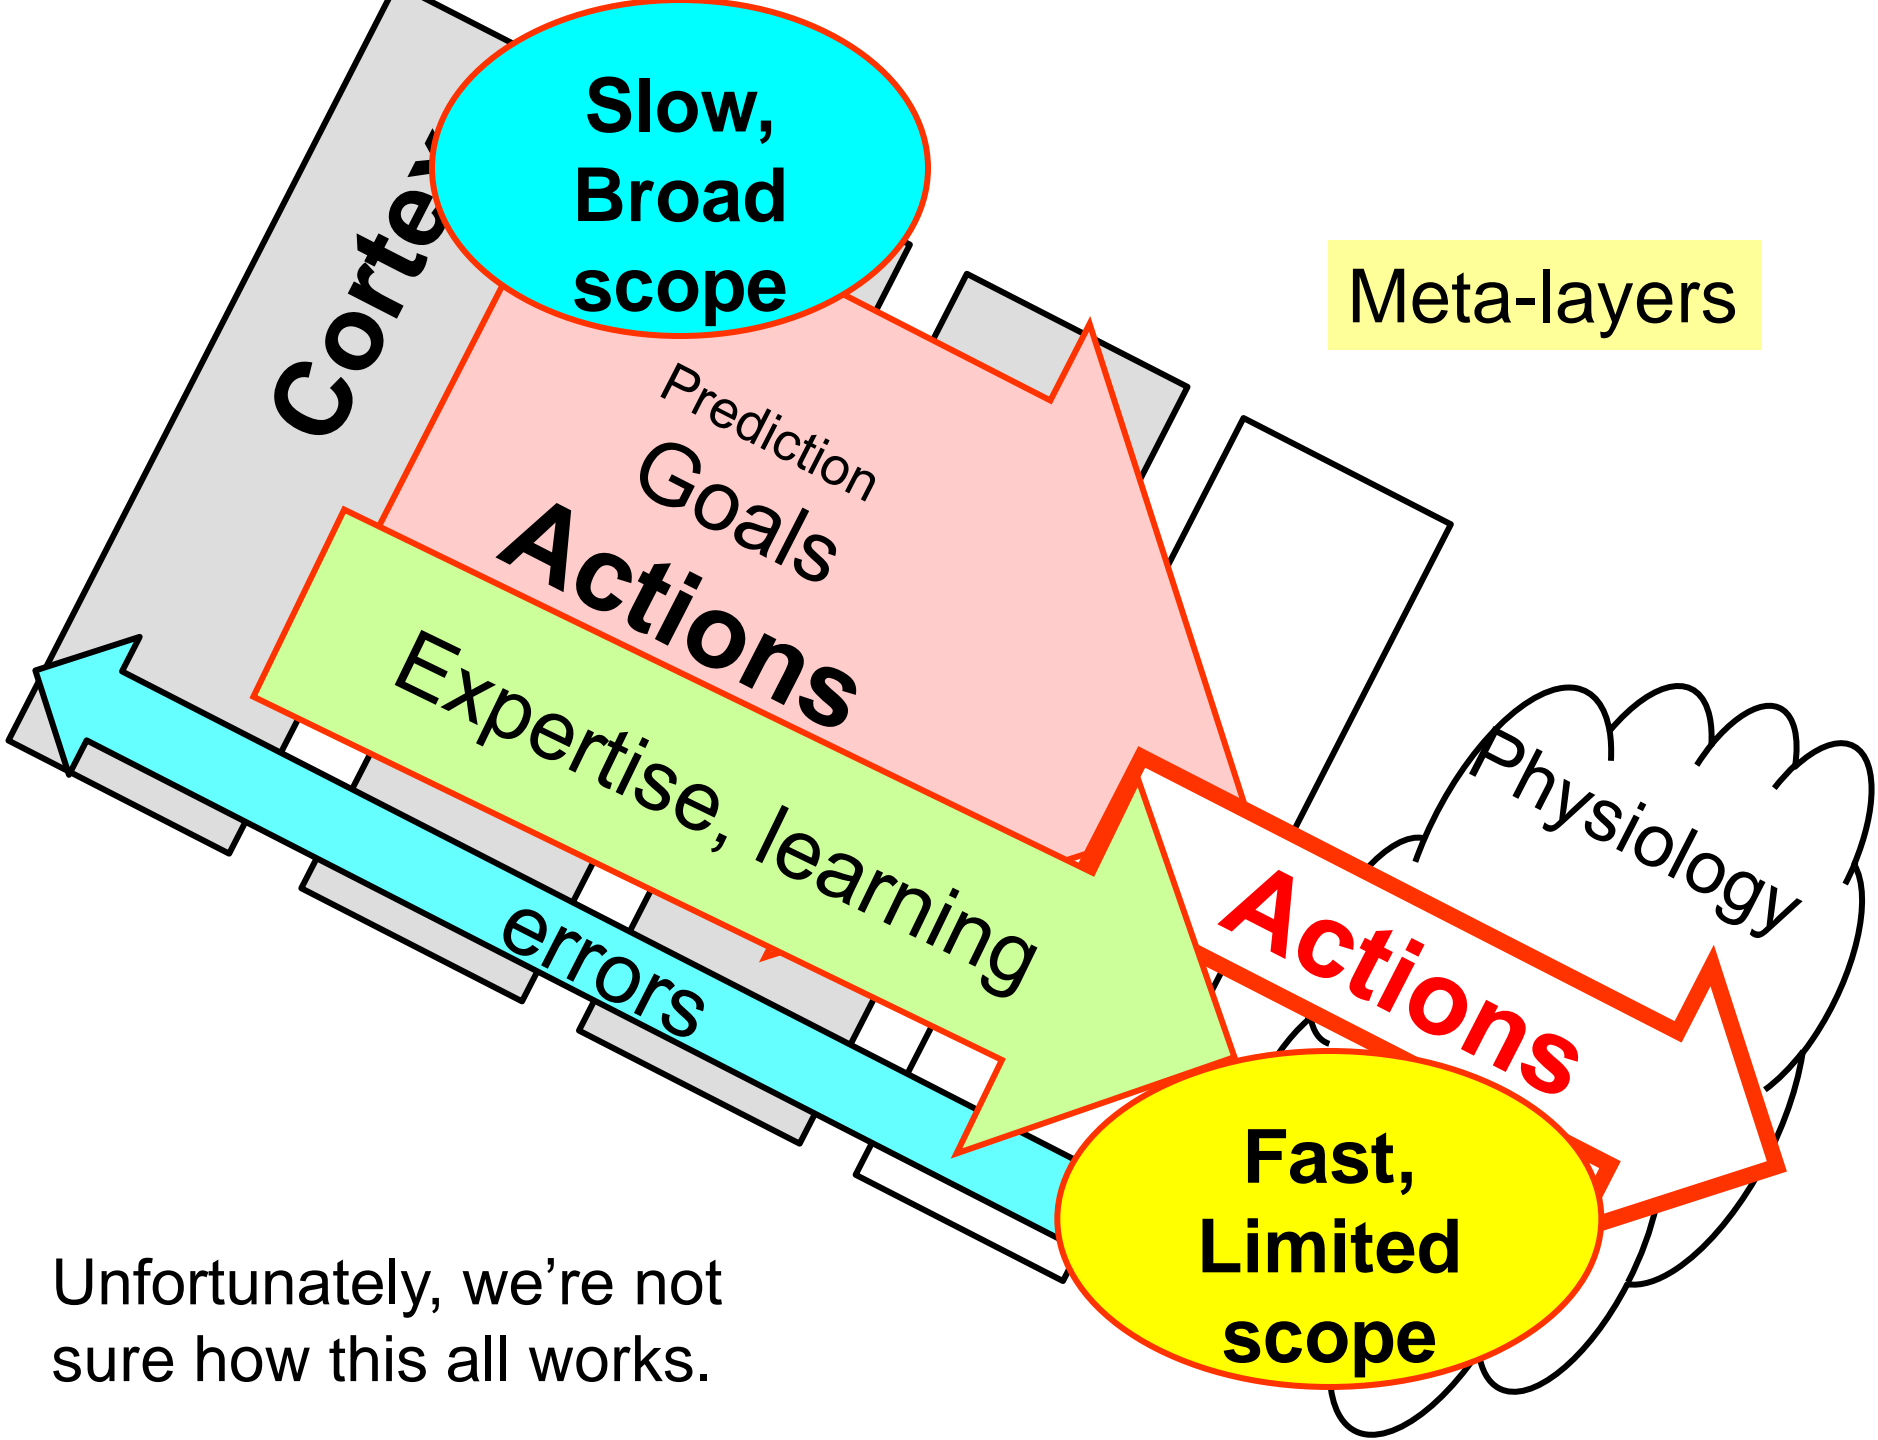 Slow,
Broad
scope
Cortex
Meta-layers
Prediction
Goals
Actions
Expertise, learning
errors
Physiology
Actions
Fast,
Limited
scope
Unfortunately, we’re not
sure how this all works.